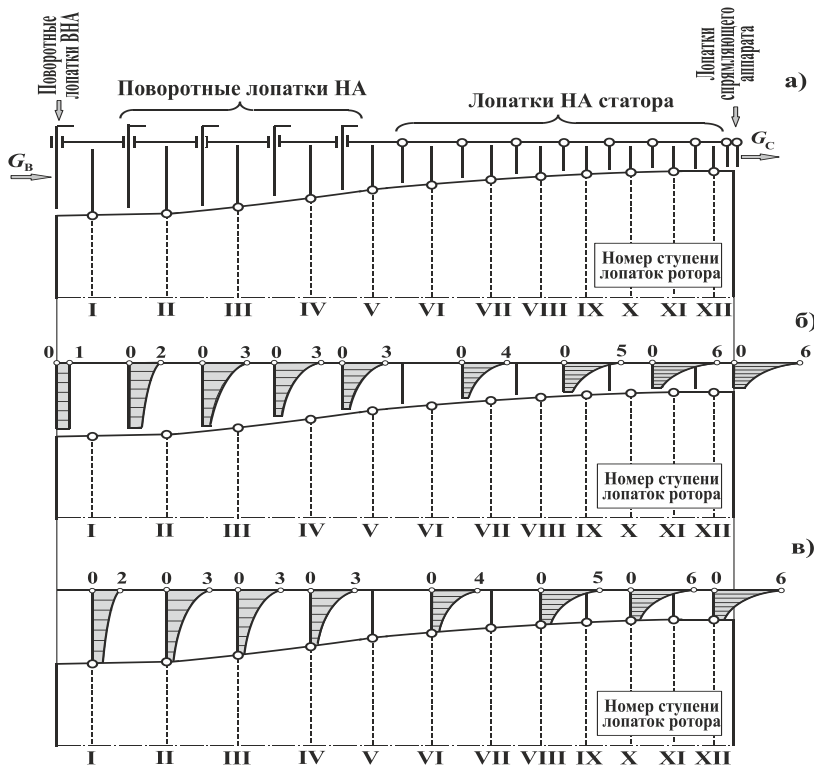 Поворотные
лопатки ВНА
Поворотные лопатки НА
Лопатки НА статора
Лопатки
спрямляющего
аппарата
а)
Gв
Gс
Номер ступени
лопаток ротора
I II III IV V VI VII VIII IX X XI XII
б)
0 1 0 2 0 3 0 3 0 3 0 4 0 5 0 6 0 6
Номер ступени
лопаток ротора
I II III IV V VI VII VIII IX X XI XII
в)
0 2 0 3 0 3 0 3 0 4 0 5 0 6 0 6
Номер ступени
лопаток ротора
I II III IV V VI VII VIII IX X XI XII